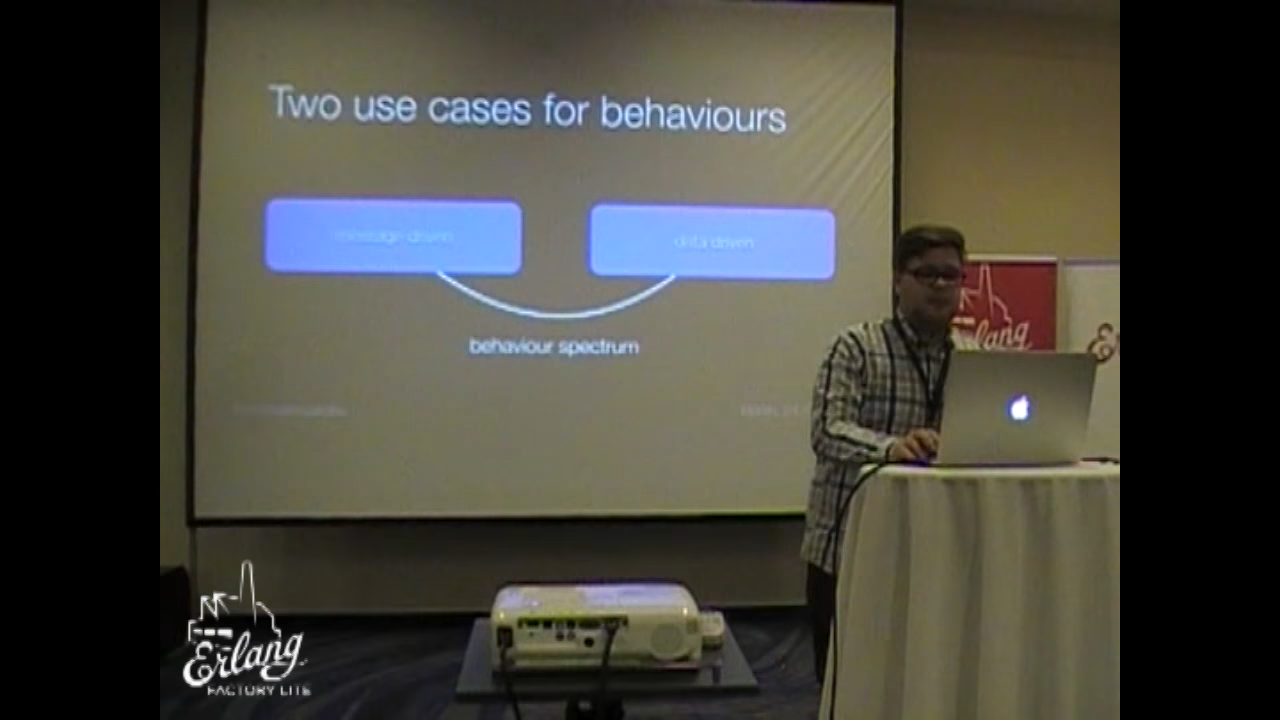 Two use cases for behaviours
message driven
data driven
behaviour spectrum
Erlang
Erlang
FACTORY LITE